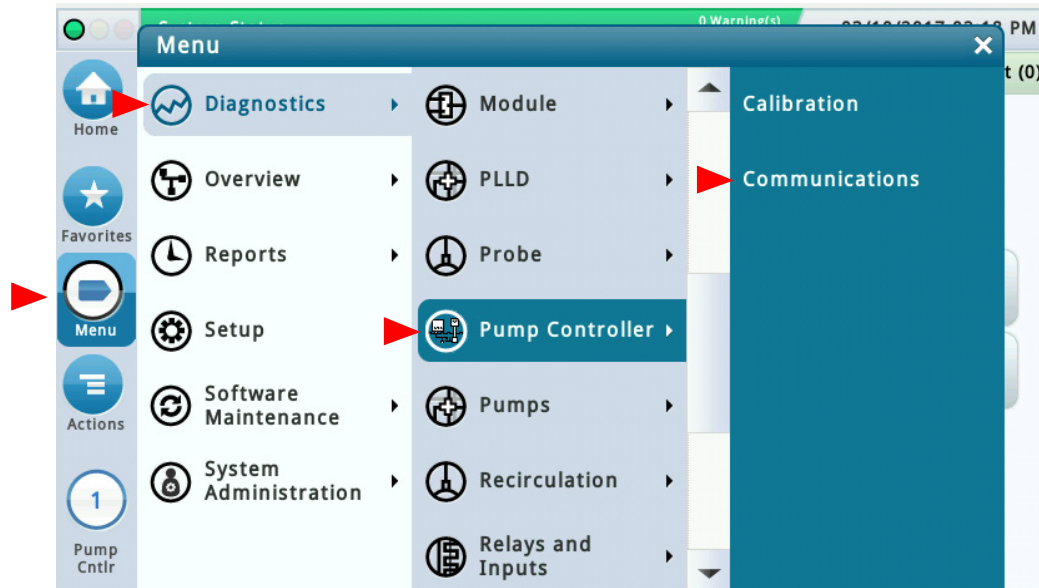 0 Warning(s)
PM
Menu
t (0)
Home
Favorites
Menu
Actions
1
Pump
Cntlr
Diagnostics
Overview
Reports
Setup
Software
Maintenance
System
Administration
Module
PLLD
Probe
Pump Controller
Pumps
Recirculation
Relays and
Inputs
Calibration
Communications